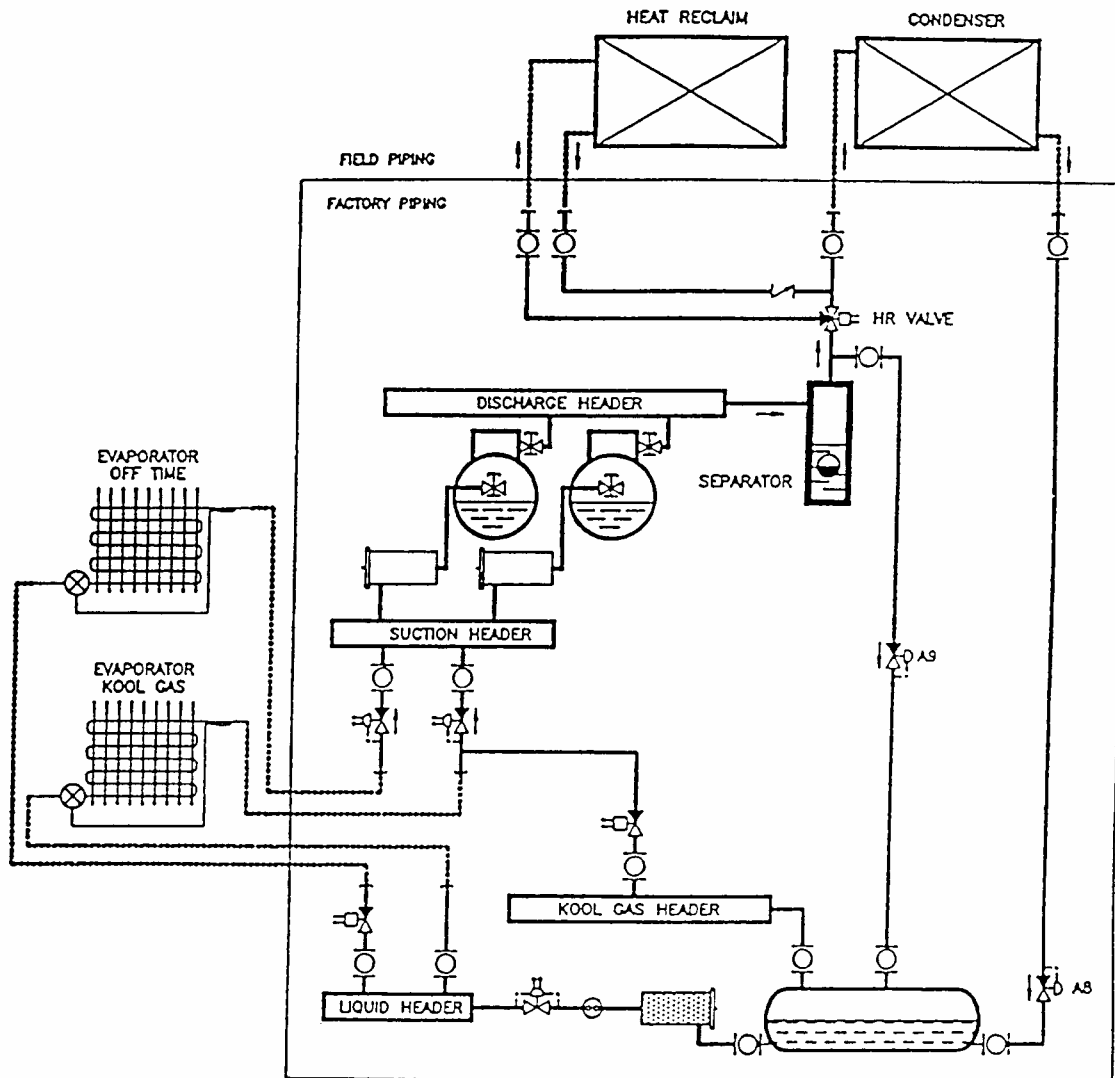 HEAT RECLAIM
CONDENSER
FIELD PIPING
FACTORY PIPING
HR VALVE
DISCHARGE HEADER
EVAPORATOR
OFF TIME
SEPARATOR
SUCTION HEADER
A9
EVAPORATOR
KOOL GAS
KOOL GAS HEADER
LIQUID HEADER
A8